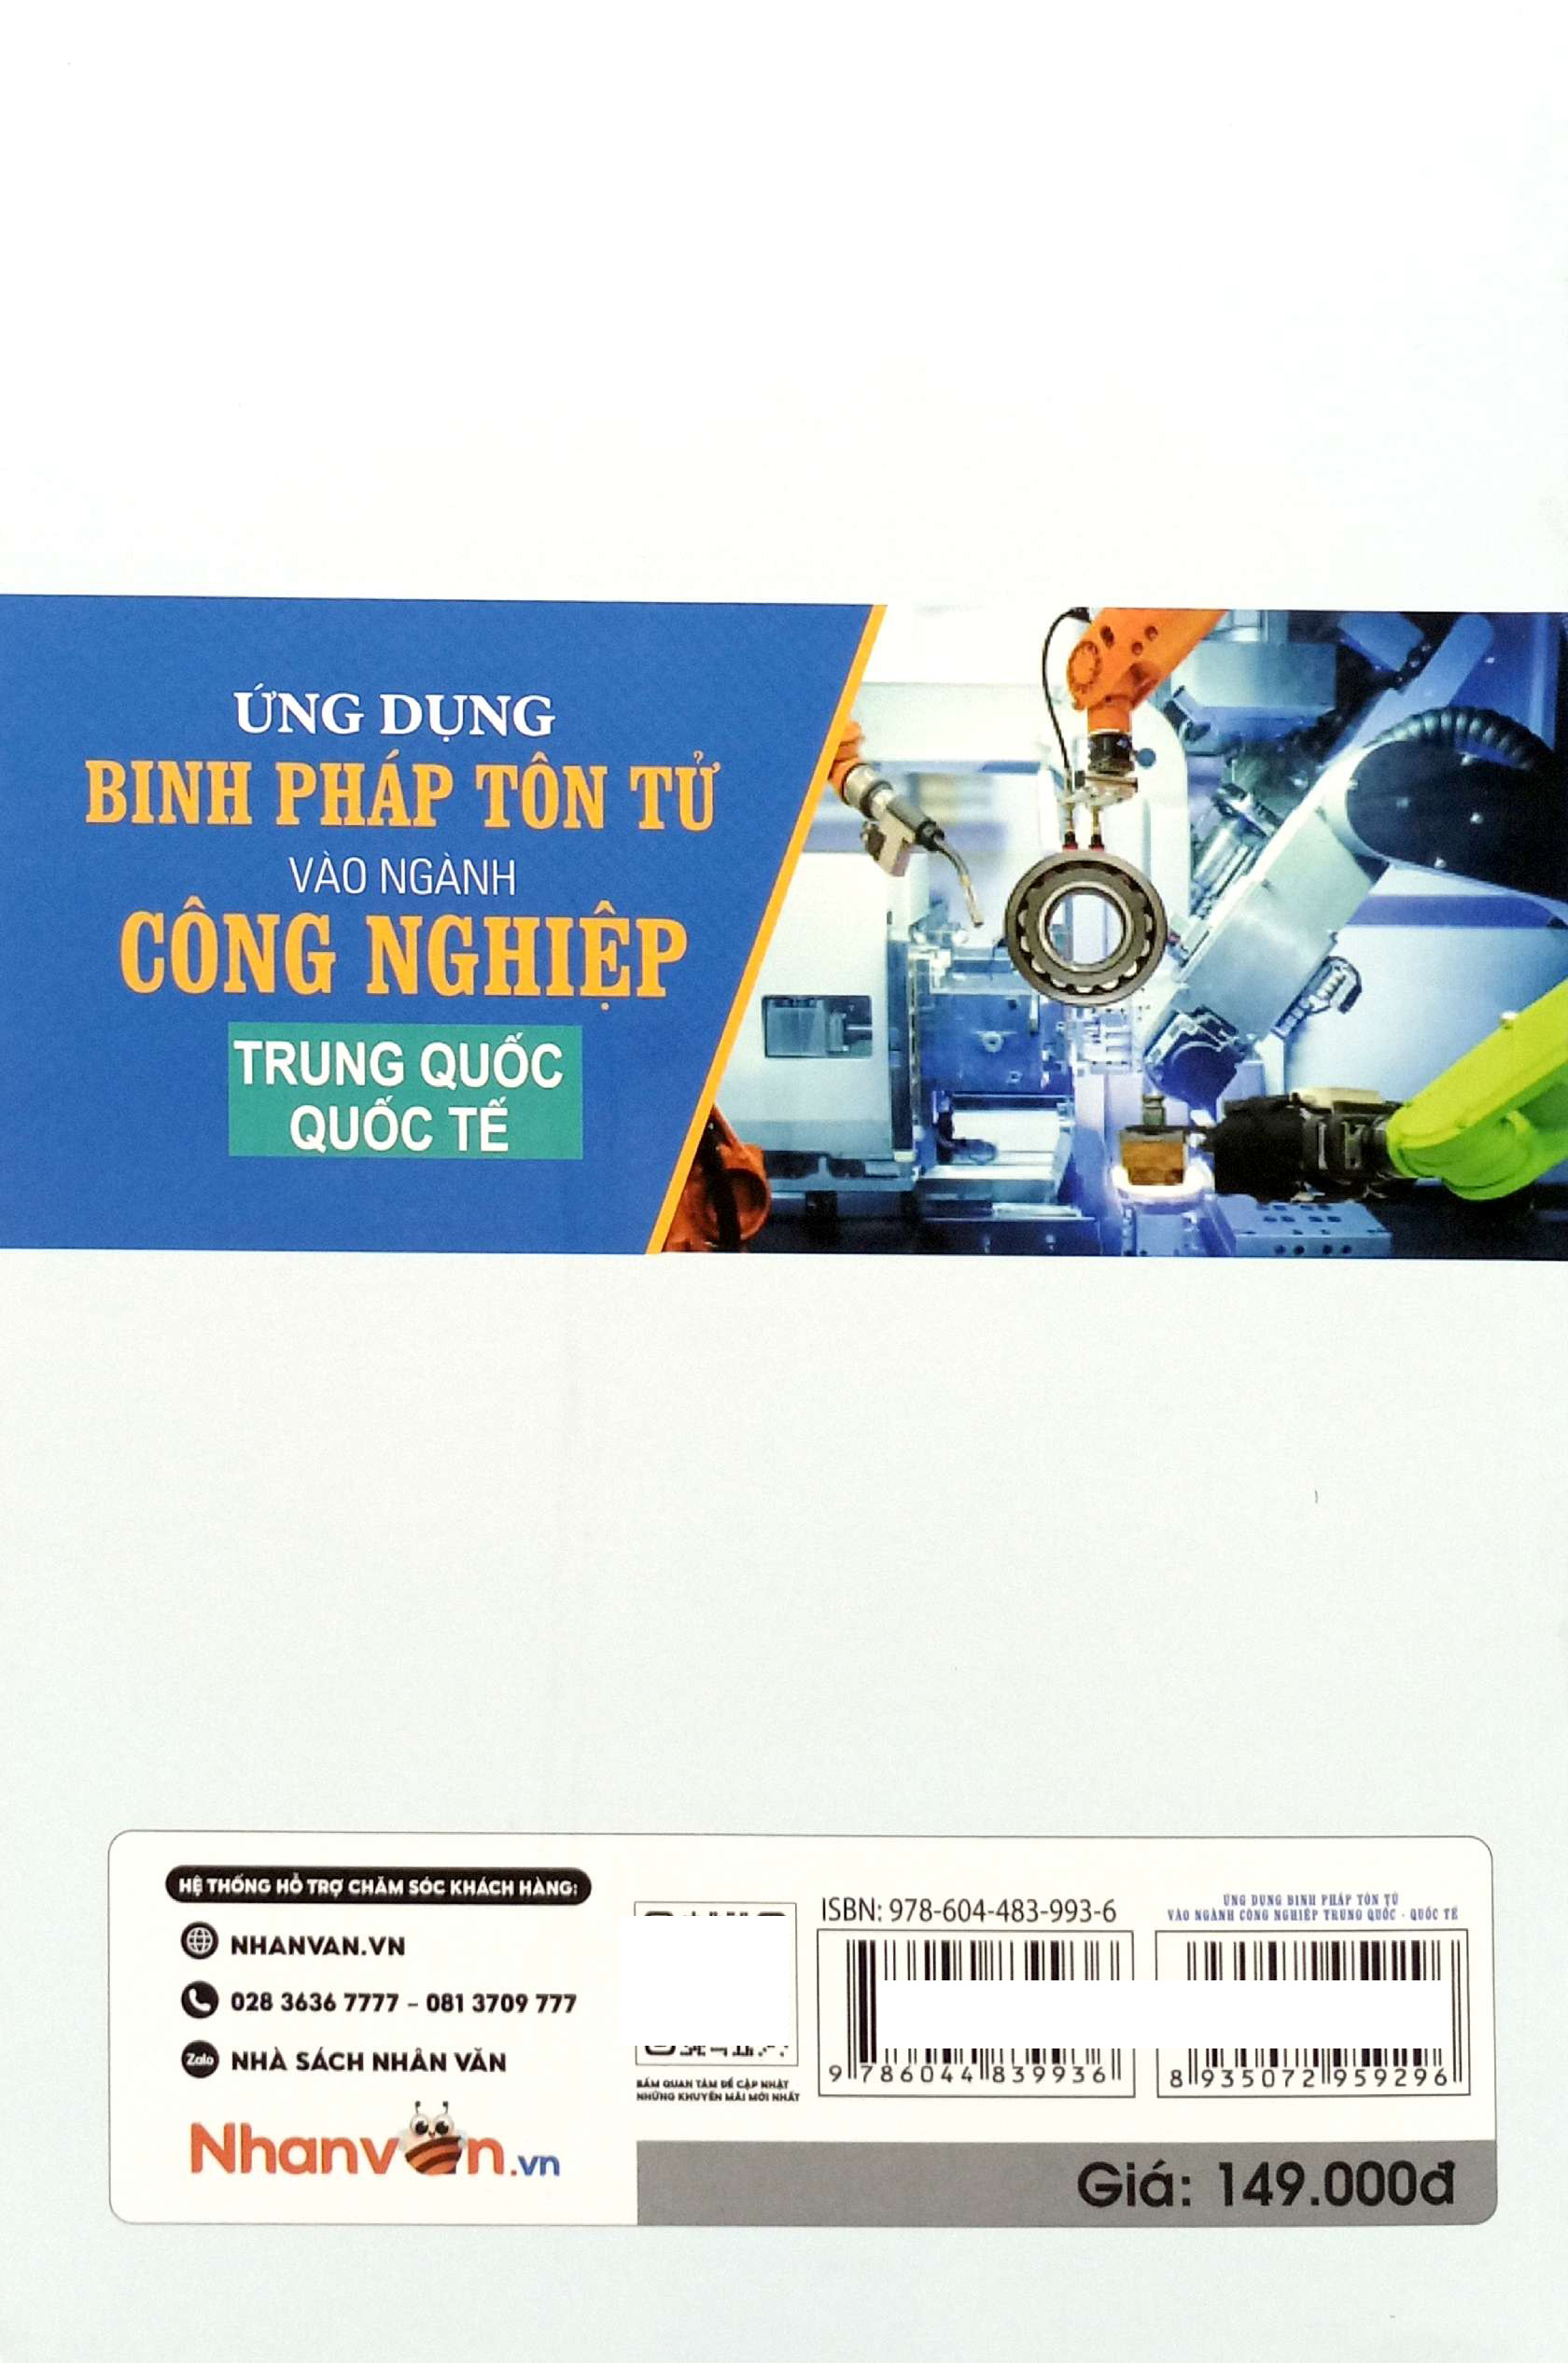 ỨNG DỤNG
BINH PHÁP TÔN TỬ
VÀO NGÀNH
CÔNG NGHIỆP
TRUNG QUỐC
QUỐC TẾ
HỆ THỐNG HỖ TRỢ CHĂM SÓC KHÁCH HÀNG:
NHANVAN.VN
028 3636 7777 – 081 3709 777
Zalo NHÀ SÁCH NHÂN VĂN
Nhanvan.vn
BẤM QUAN TÂM ĐỂ CẬP NHẬT
NHỮNG KHUYẾN MÃI MỚI NHẤT
ISBN: 978-604-483-993-6
9 786044 839936
ỨNG DỤNG BINH PHÁP TÔN TỬ
VÀO NGÀNH CÔNG NGHIỆP TRUNG QUỐC - QUỐC TẾ
8 935072 959296
Giá: 149.000đ